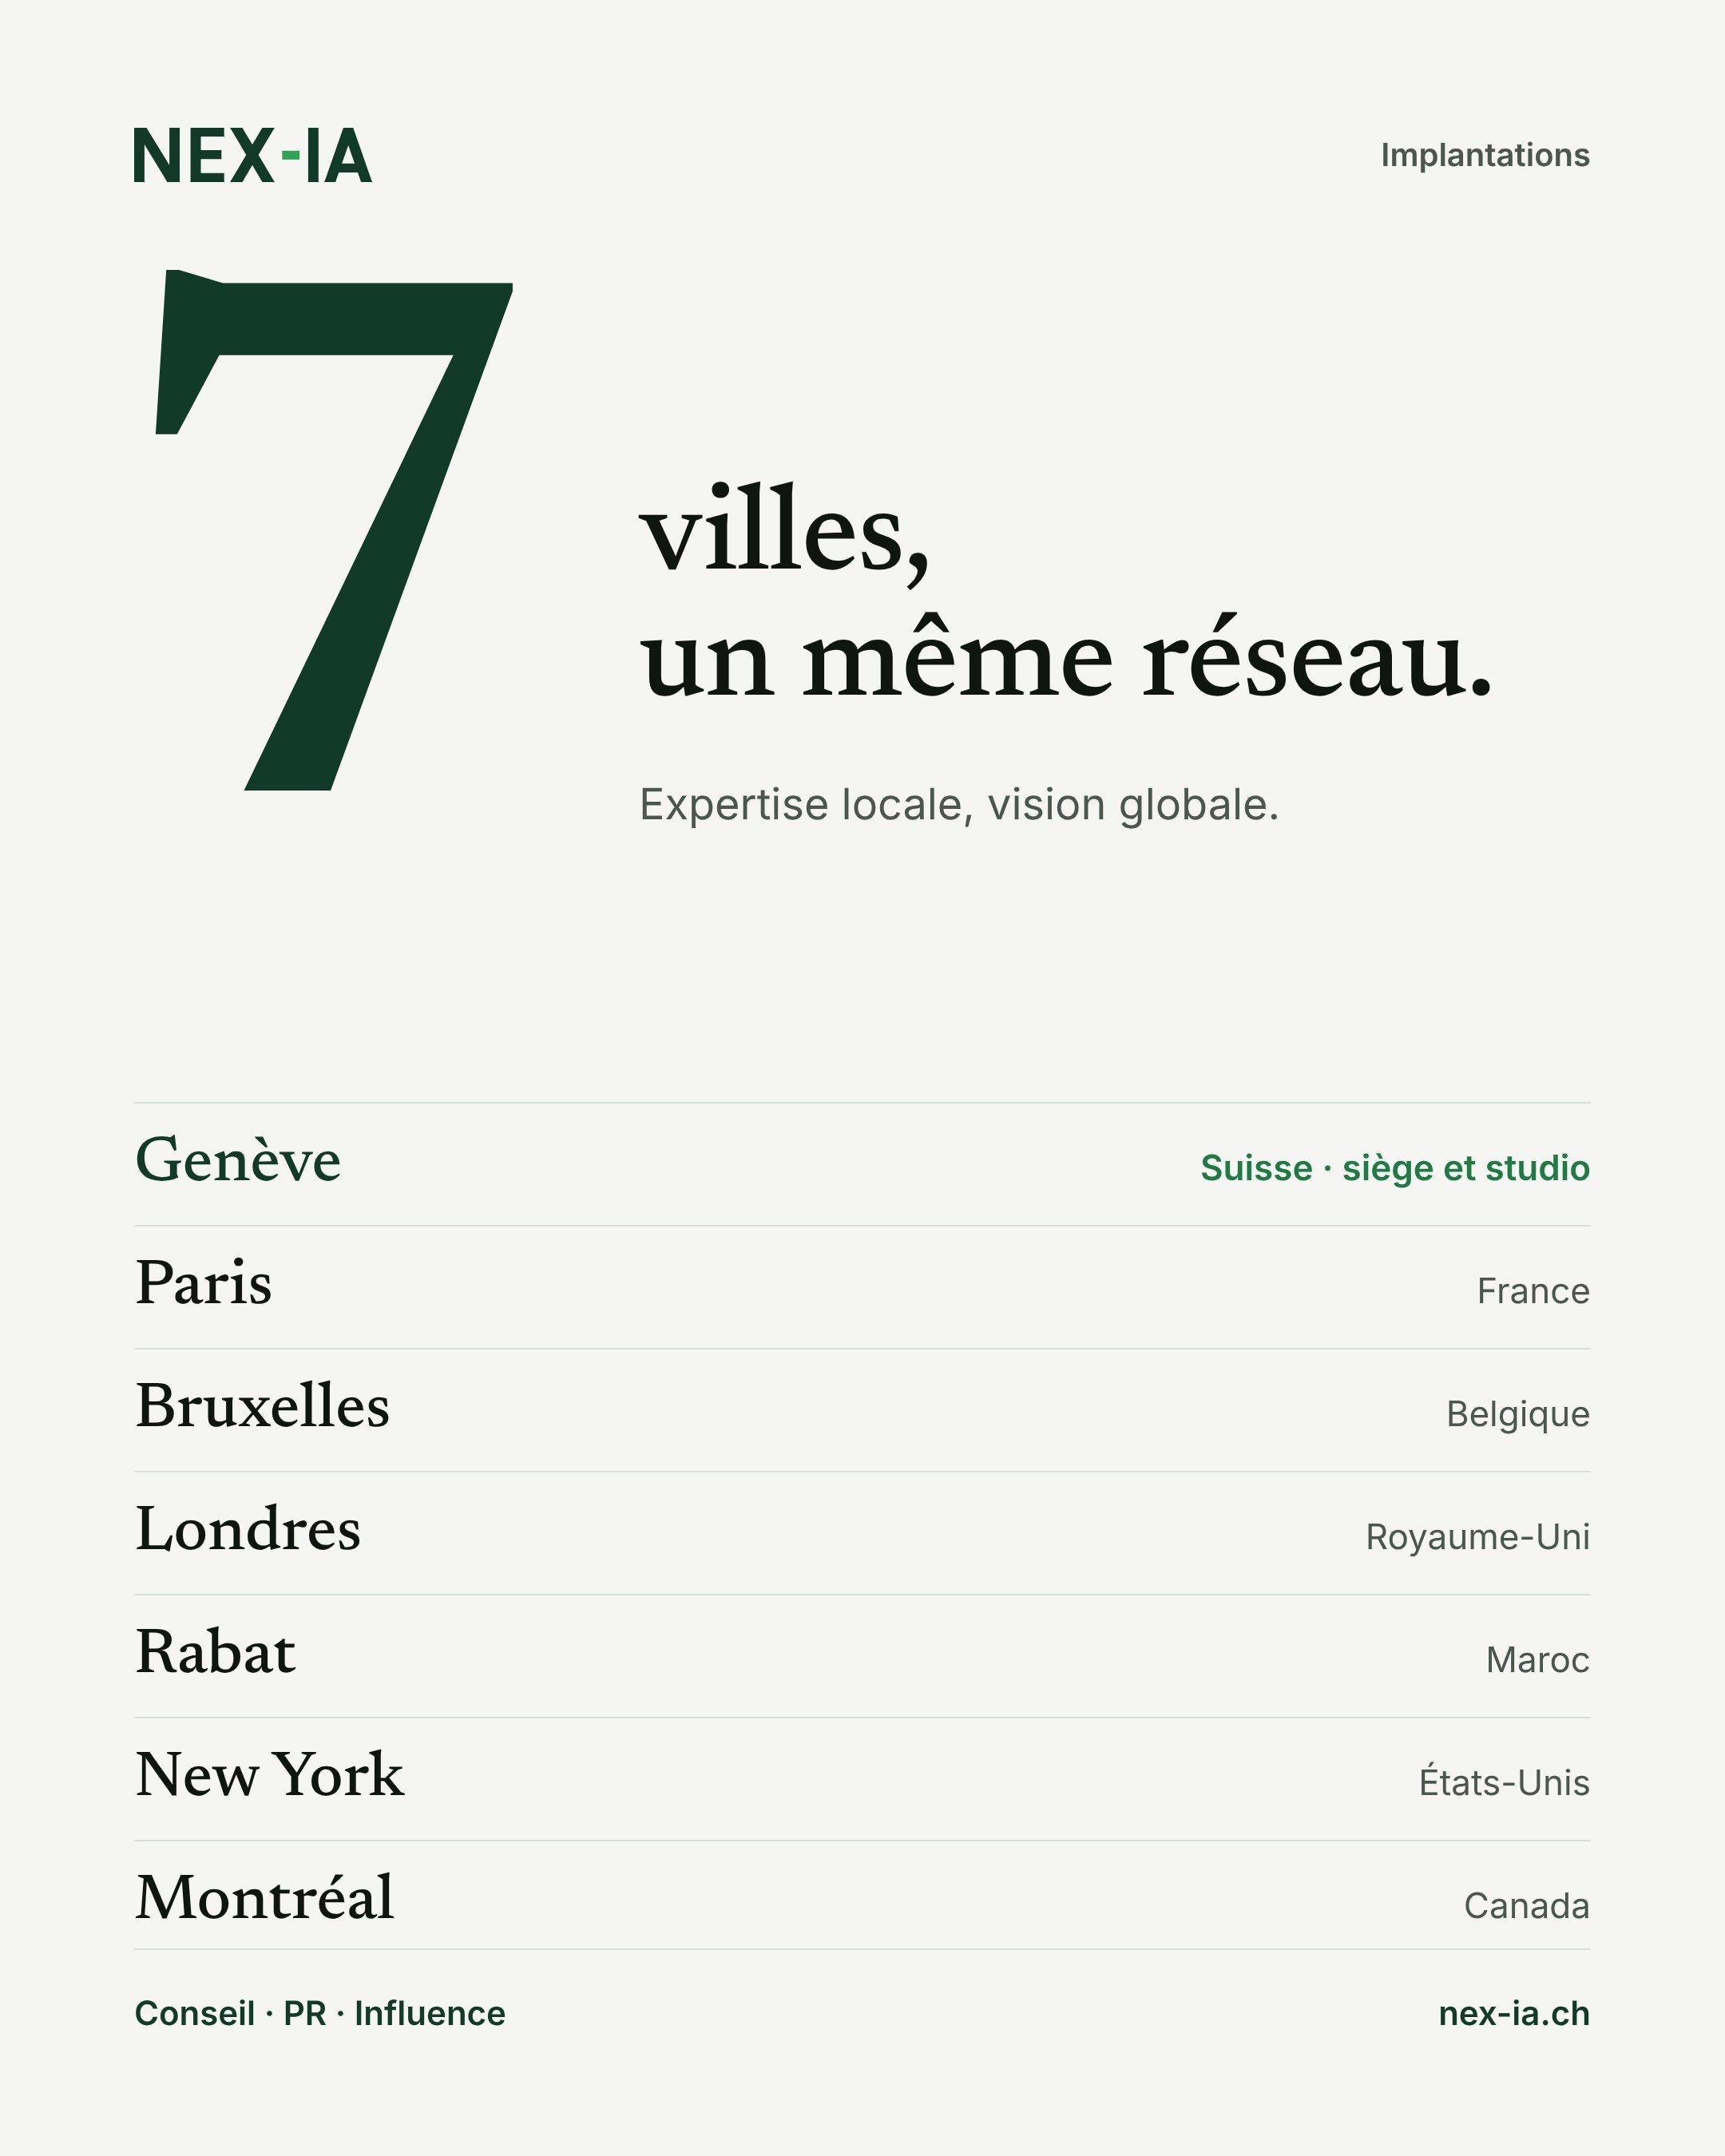 NEX-IA
Implantations
7
villes,
un même réseau.
Expertise locale, vision globale.
Genève
Suisse · siège et studio
Paris
France
Bruxelles
Belgique
Londres
Royaume-Uni
Rabat
Maroc
New York
États-Unis
Montréal
Canada
Conseil · PR · Influence
nex-ia.ch